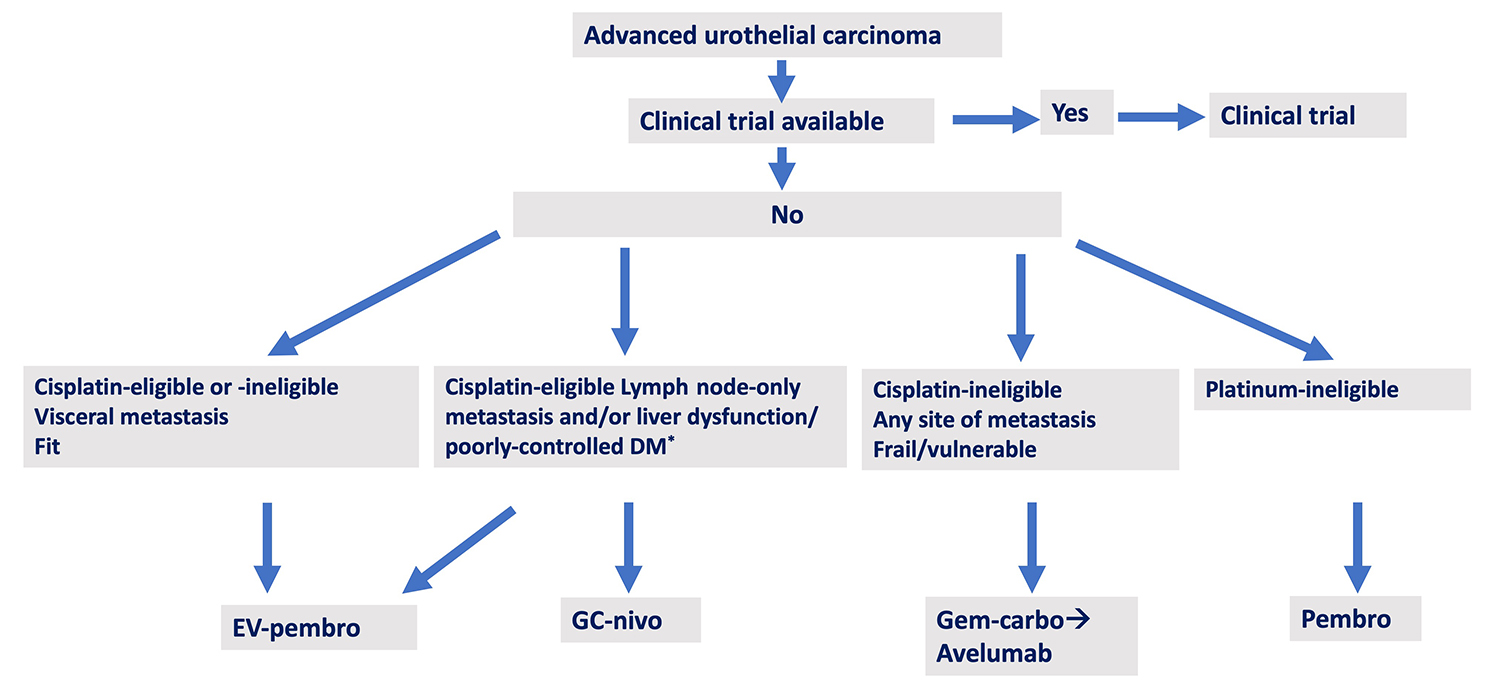 Advanced urothelial carcinoma
Clinical trial available
Yes
Clinical trial
No
Cisplatin-eligible or -ineligible
Visceral metastasis
Fit
Cisplatin-eligible Lymph node-only
metastasis and/or liver dysfunction/
poorly-controlled DM*
Cisplatin-ineligible
Any site of metastasis
Frail/vulnerable
Platinum-ineligible
EV-pembro
GC-nivo
Gem-carbo→
Avelumab
Pembro